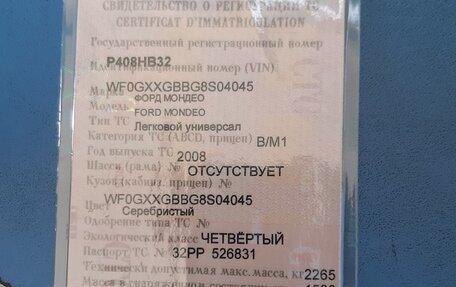 СВИДЕТЕЛЬСТВО О РЕГИСТРАЦИИ ТС
CERTIFICAT D'IMMATRICULATION
Государственный регистрационный номер
Р408НВ32
Идентификационный номер (VIN)
WF0GXXGBBG8S04045
Марка ФОРД МОНДЕО
Модель FORD MONDEO
Тип ТС Легковой универсал
Категория ТС (ABCD, прицеп) B/M1
Год выпуска ТС 2008
Шасси (рама) № ОТСУТСТВУЕТ
Кузов (кабина, прицеп) №
WF0GXXGBBG8S04045
Цвет Серебристый
Одобрение типа ТС №
Экологический класс ЧЕТВЁРТЫЙ
Паспорт ТС № 32РР 526831
Технически допустимая макс. масса, кг 2265
Масса в снаряженном